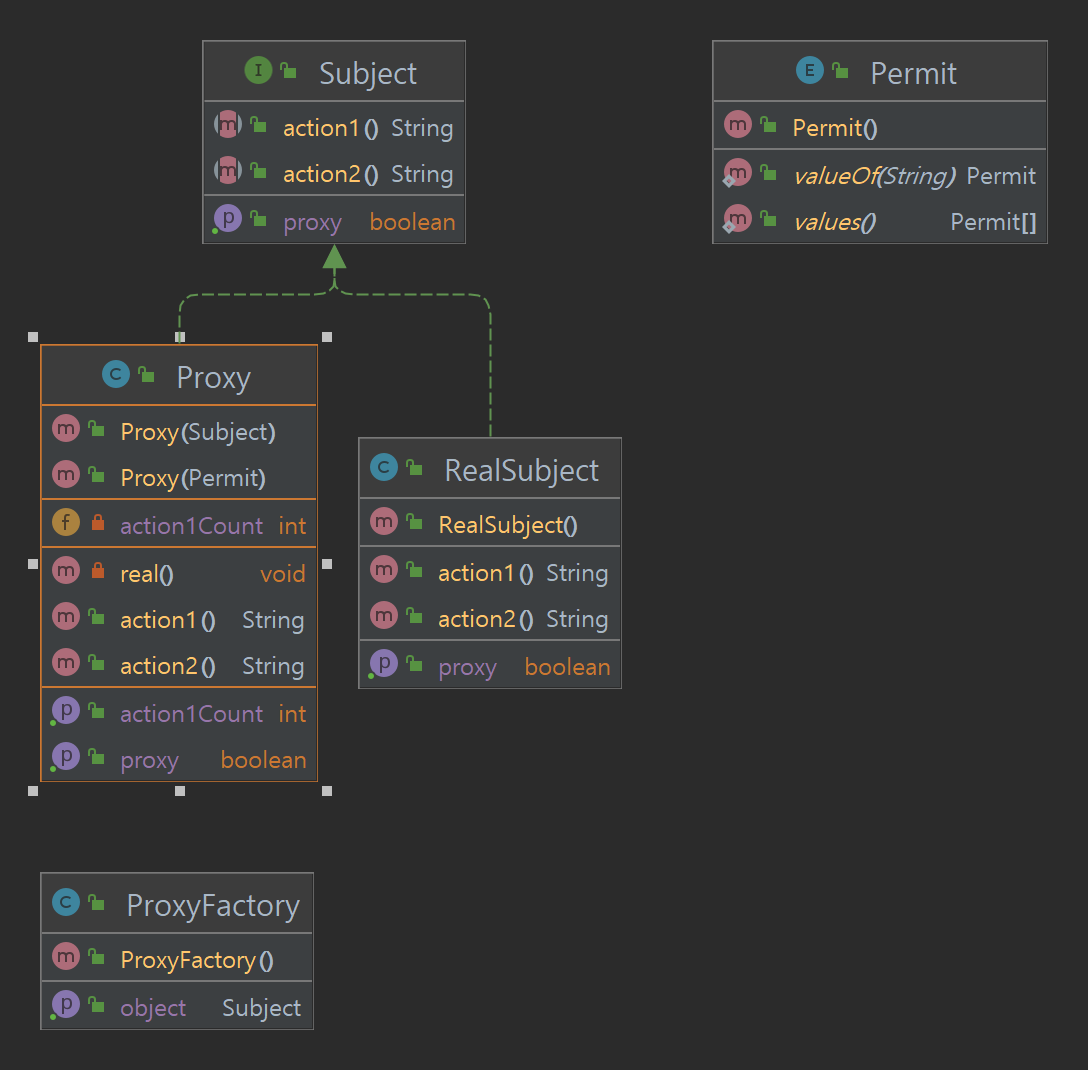 I Subject
m action1() String
m action2() String
p proxy boolean
E Permit
m Permit()
m valueOf(String) Permit
m values() Permit[]
C Proxy
m Proxy(Subject)
m Proxy(Permit)
f action1Count int
m real() void
m action1() String
m action2() String
p action1Count int
p proxy boolean
C RealSubject
m RealSubject()
m action1() String
m action2() String
p proxy boolean
C ProxyFactory
m ProxyFactory()
p object Subject